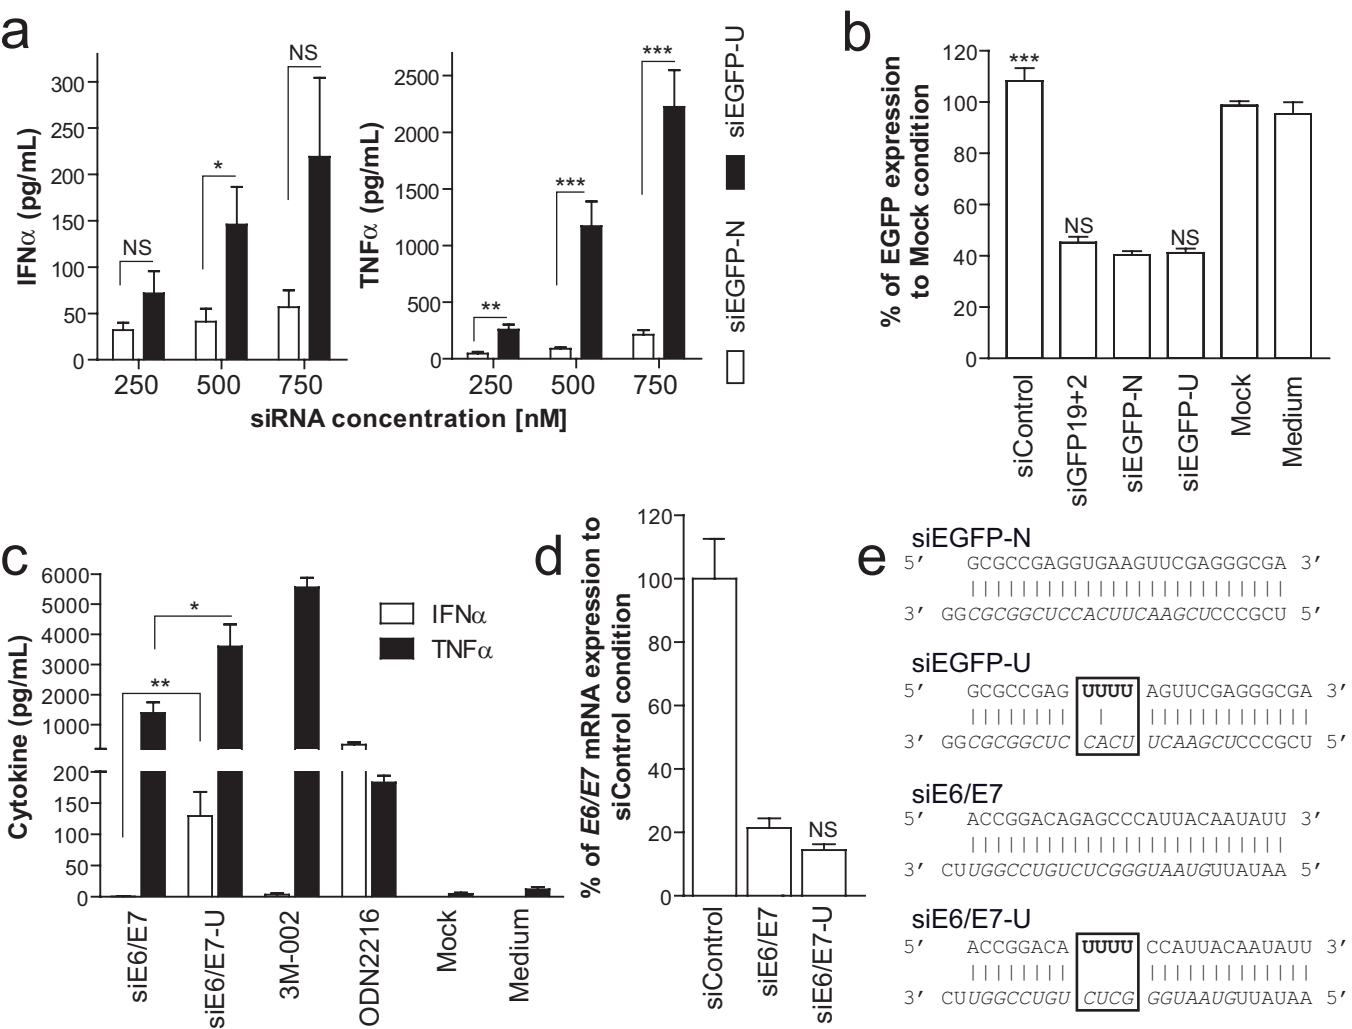 a
IFNα (pg/mL)
300
250
200
150
100
50
0
NS
*
NS
250 500 750
TNFα (pg/mL)
2500
2000
1500
1000
500
0
**
***
***
250 500 750
siRNA concentration [nM]
siEGFP-N
siEGFP-U
b
% of EGFP expression
to Mock condition
120
100
80
60
40
20
0
***
NS
NS
siControl
siGFP19+2
siEGFP-N
siEGFP-U
Mock
Medium
c
Cytokine (pg/mL)
6000
5000
4000
3000
2000
1000
200
150
100
50
0
*
**
IFNα
TNFα
siE6/E7
siE6/E7-U
3M-002
ODN2216
Mock
Medium
d
% of E6/E7 mRNA expression to
siControl condition
120
100
80
60
40
20
0
NS
siControl
siE6/E7
siE6/E7-U
e
siEGFP-N
5′ GCGCCGAGGUGAAGUUCGAGGGCGA 3′
3′ GGCGCGGCUCCACUUCAAGCUCCCGCU 5′
siEGFP-U
5′ GCGCCGAG UUUU AGUUCGAGGGCGA 3′
3′ GGCGCGGCUC CACU UCAAGCUCCCGCU 5′
siE6/E7
5′ ACCGGACAGAGCCCAUUACAAUAUU 3′
3′ CUUGGCCUGUCUCGGGUAAUGUUAUAA 5′
siE6/E7-U
5′ ACCGGACA UUUU CCAUUACAAUAUU 3′
3′ CUUGGCCUGU CUCG GGUAAUGUUAUAA 5′